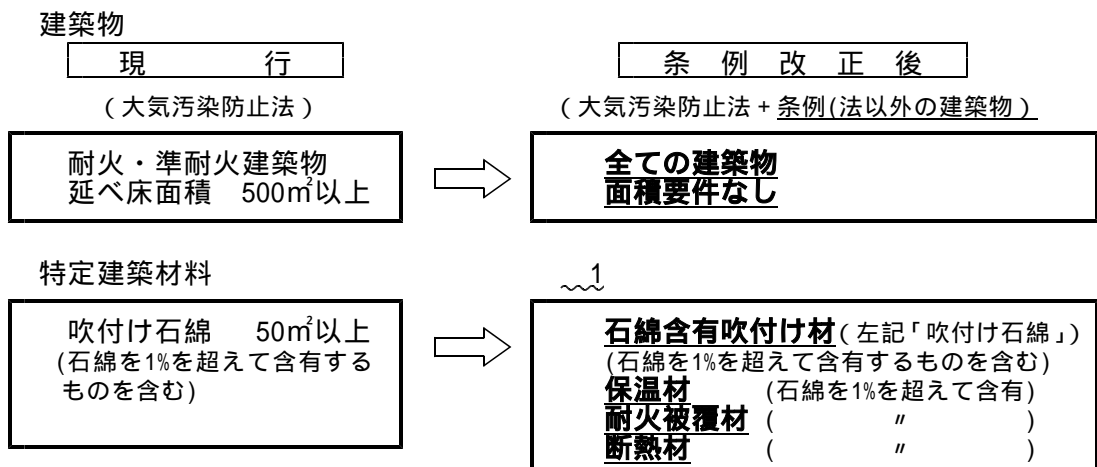 建築物
現 行
条 例 改 正 後
(大気汚染防止法)
(大気汚染防止法+条例(法以外の建築物)
耐火・準耐火建築物
延べ床面積 500㎡以上
全ての建築物
面積要件なし
特定建築材料
1
吹付け石綿 50㎡以上
(石綿を1%を超えて含有する
ものを含む)
石綿含有吹付け材(左記「吹付け石綿」)
(石綿を1%を超えて含有するものを含む)
保温材 (石綿を1%を超えて含有)
耐火被覆材 ( 〃 )
断熱材 ( 〃 )